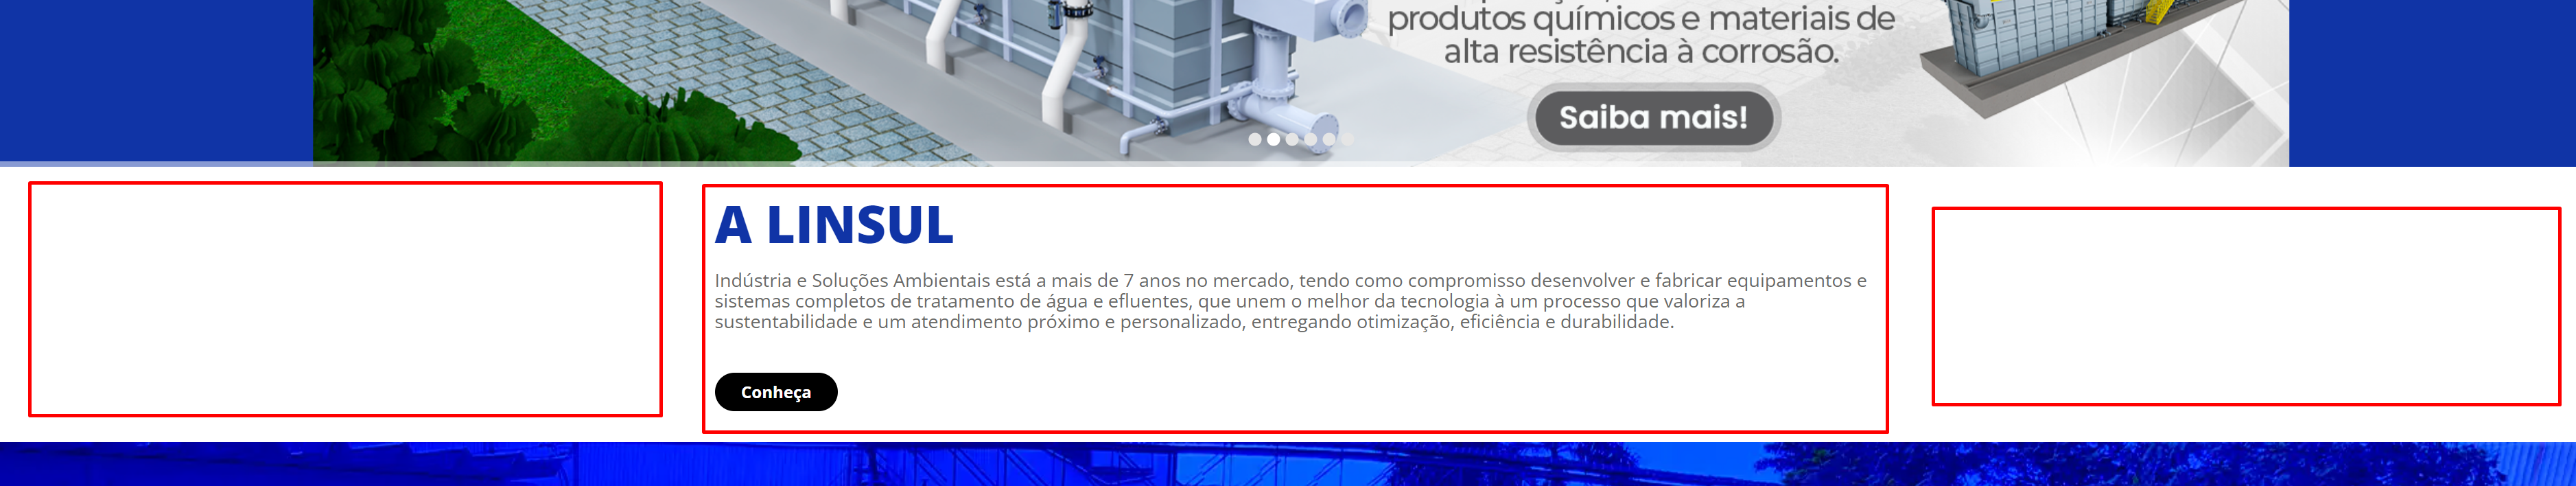 produtos químicos e materiais de
alta resistência à corrosão.
Saiba mais!
A LINSUL
Indústria e Soluções Ambientais está a mais de 7 anos no mercado, tendo como compromisso desenvolver e fabricar equipamentos e
sistemas completos de tratamento de água e efluentes, que unem o melhor da tecnologia à um processo que valoriza a
sustentabilidade e um atendimento próximo e personalizado, entregando otimização, eficiência e durabilidade.
Conheça